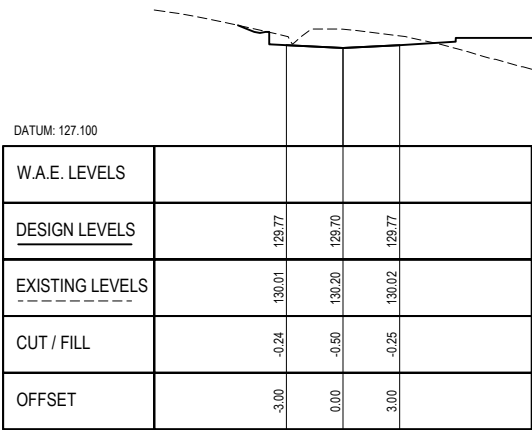 DATUM: 127.100
W.A.E. LEVELS
DESIGN LEVELS 129.77 129.70 129.77
EXISTING LEVELS 130.01 130.20 130.02
CUT / FILL -0.24 -0.50 -0.25
OFFSET -3.00 0.00 3.00